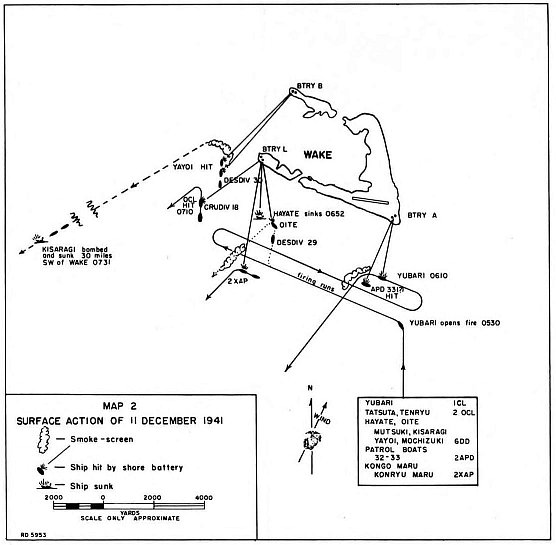 BTRY B
BTRY L
WAKE
YAYOI HIT
DESDIV 30
OCL
HIT
0710
CRUDIV 18
HAYATE sinks 0652
OITE
BTRY A
DESDIV 29
KISARAGI bombed
and sunk 30 miles
SW of WAKE 0731
2 XAP
firing runs
YUBARI 0610
HIT
YUBARI opens fire 0530
N
WIND
MAP 2
SURFACE ACTION OF 11 DECEMBER 1941
— Smoke-screen
— Ship hit by shore battery
— Ship sunk
2000 0 2000 4000
YARDS
SCALE ONLY APPROXIMATE
YUBARI 1CL
TATSUTA, TENRYU 2 OCL
HAYATE, OITE
MUTSUKI, KISARAGI
YAYOI, MOCHIZUKI 6DD
PATROL BOATS
32-33 2APD
KONGO MARU
KONRYU MARU 2XAP
RD 5953